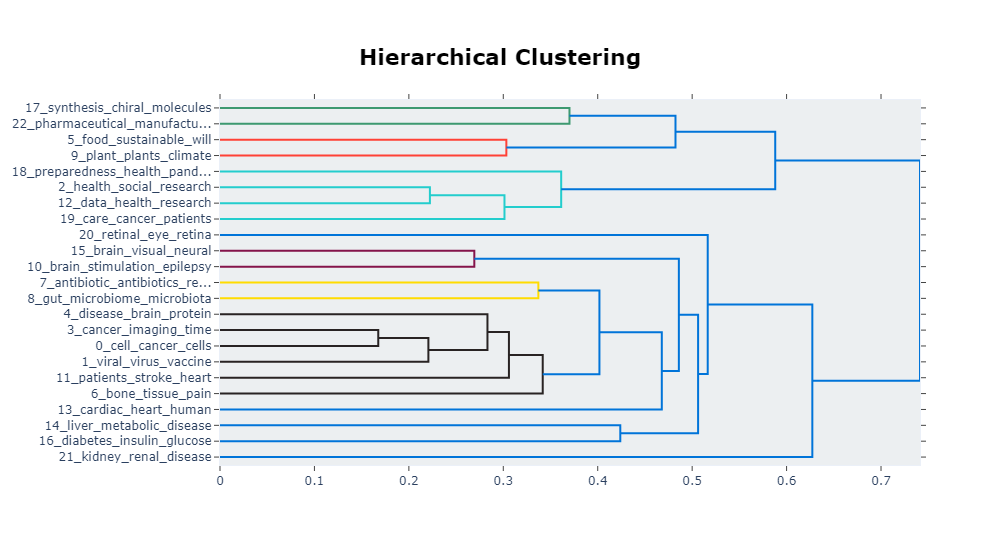 Hierarchical Clustering
17_synthesis_chiral_molecules
22_pharmaceutical_manufactu...
5_food_sustainable_will
9_plant_plants_climate
18_preparedness_health_pand...
2_health_social_research
12_data_health_research
19_care_cancer_patients
20_retinal_eye_retina
15_brain_visual_neural
10_brain_stimulation_epilepsy
7_antibiotic_antibiotics_re...
8_gut_microbiome_microbiota
4_disease_brain_protein
3_cancer_imaging_time
0_cell_cancer_cells
1_viral_virus_vaccine
11_patients_stroke_heart
6_bone_tissue_pain
13_cardiac_heart_human
14_liver_metabolic_disease
16_diabetes_insulin_glucose
21_kidney_renal_disease
0 0.1 0.2 0.3 0.4 0.5 0.6 0.7